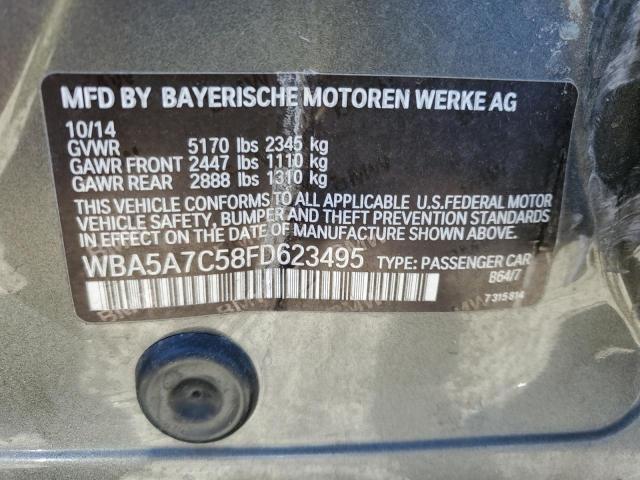 MFD BY BAYERISCHE MOTOREN WERKE AG
10/14
GVWR 5170 lbs 2345 kg
GAWR FRONT 2447 lbs 1110 kg
GAWR REAR 2888 lbs 1310 kg
THIS VEHICLE CONFORMS TO ALL APPLICABLE U.S.FEDERAL MOTOR
VEHICLE SAFETY, BUMPER AND THEFT PREVENTION STANDARDS
IN EFFECT ON THE DATE OF MANUFACTURE SHOWN ABOVE.
WBA5A7C58FD623495 TYPE: PASSENGER CAR
B64/7
7315814